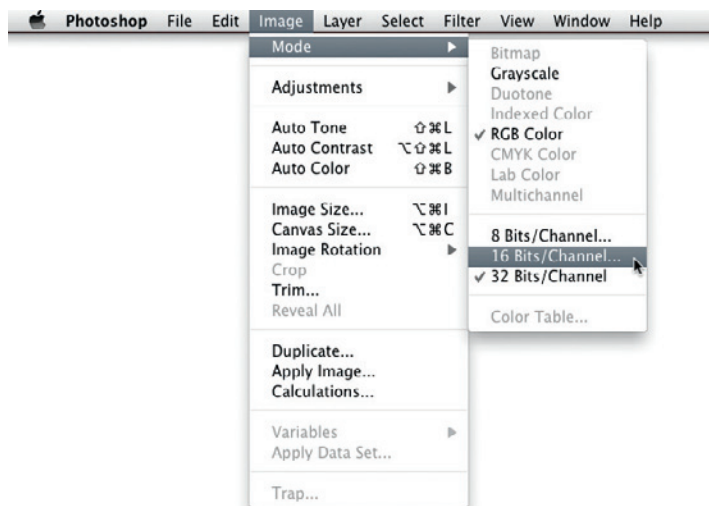 Photoshop File Edit Image Layer Select Filter View Window Help
Mode
Adjustments
Auto Tone ⇧⌘L
Auto Contrast ⌥⇧⌘L
Auto Color ⇧⌘B
Image Size... ⌥⌘I
Canvas Size... ⌥⌘C
Image Rotation
Crop
Trim...
Reveal All
Duplicate...
Apply Image...
Calculations...
Variables
Apply Data Set...
Trap...
Bitmap
Grayscale
Duotone
Indexed Color
✓ RGB Color
CMYK Color
Lab Color
Multichannel
8 Bits/Channel...
16 Bits/Channel...
✓ 32 Bits/Channel
Color Table...